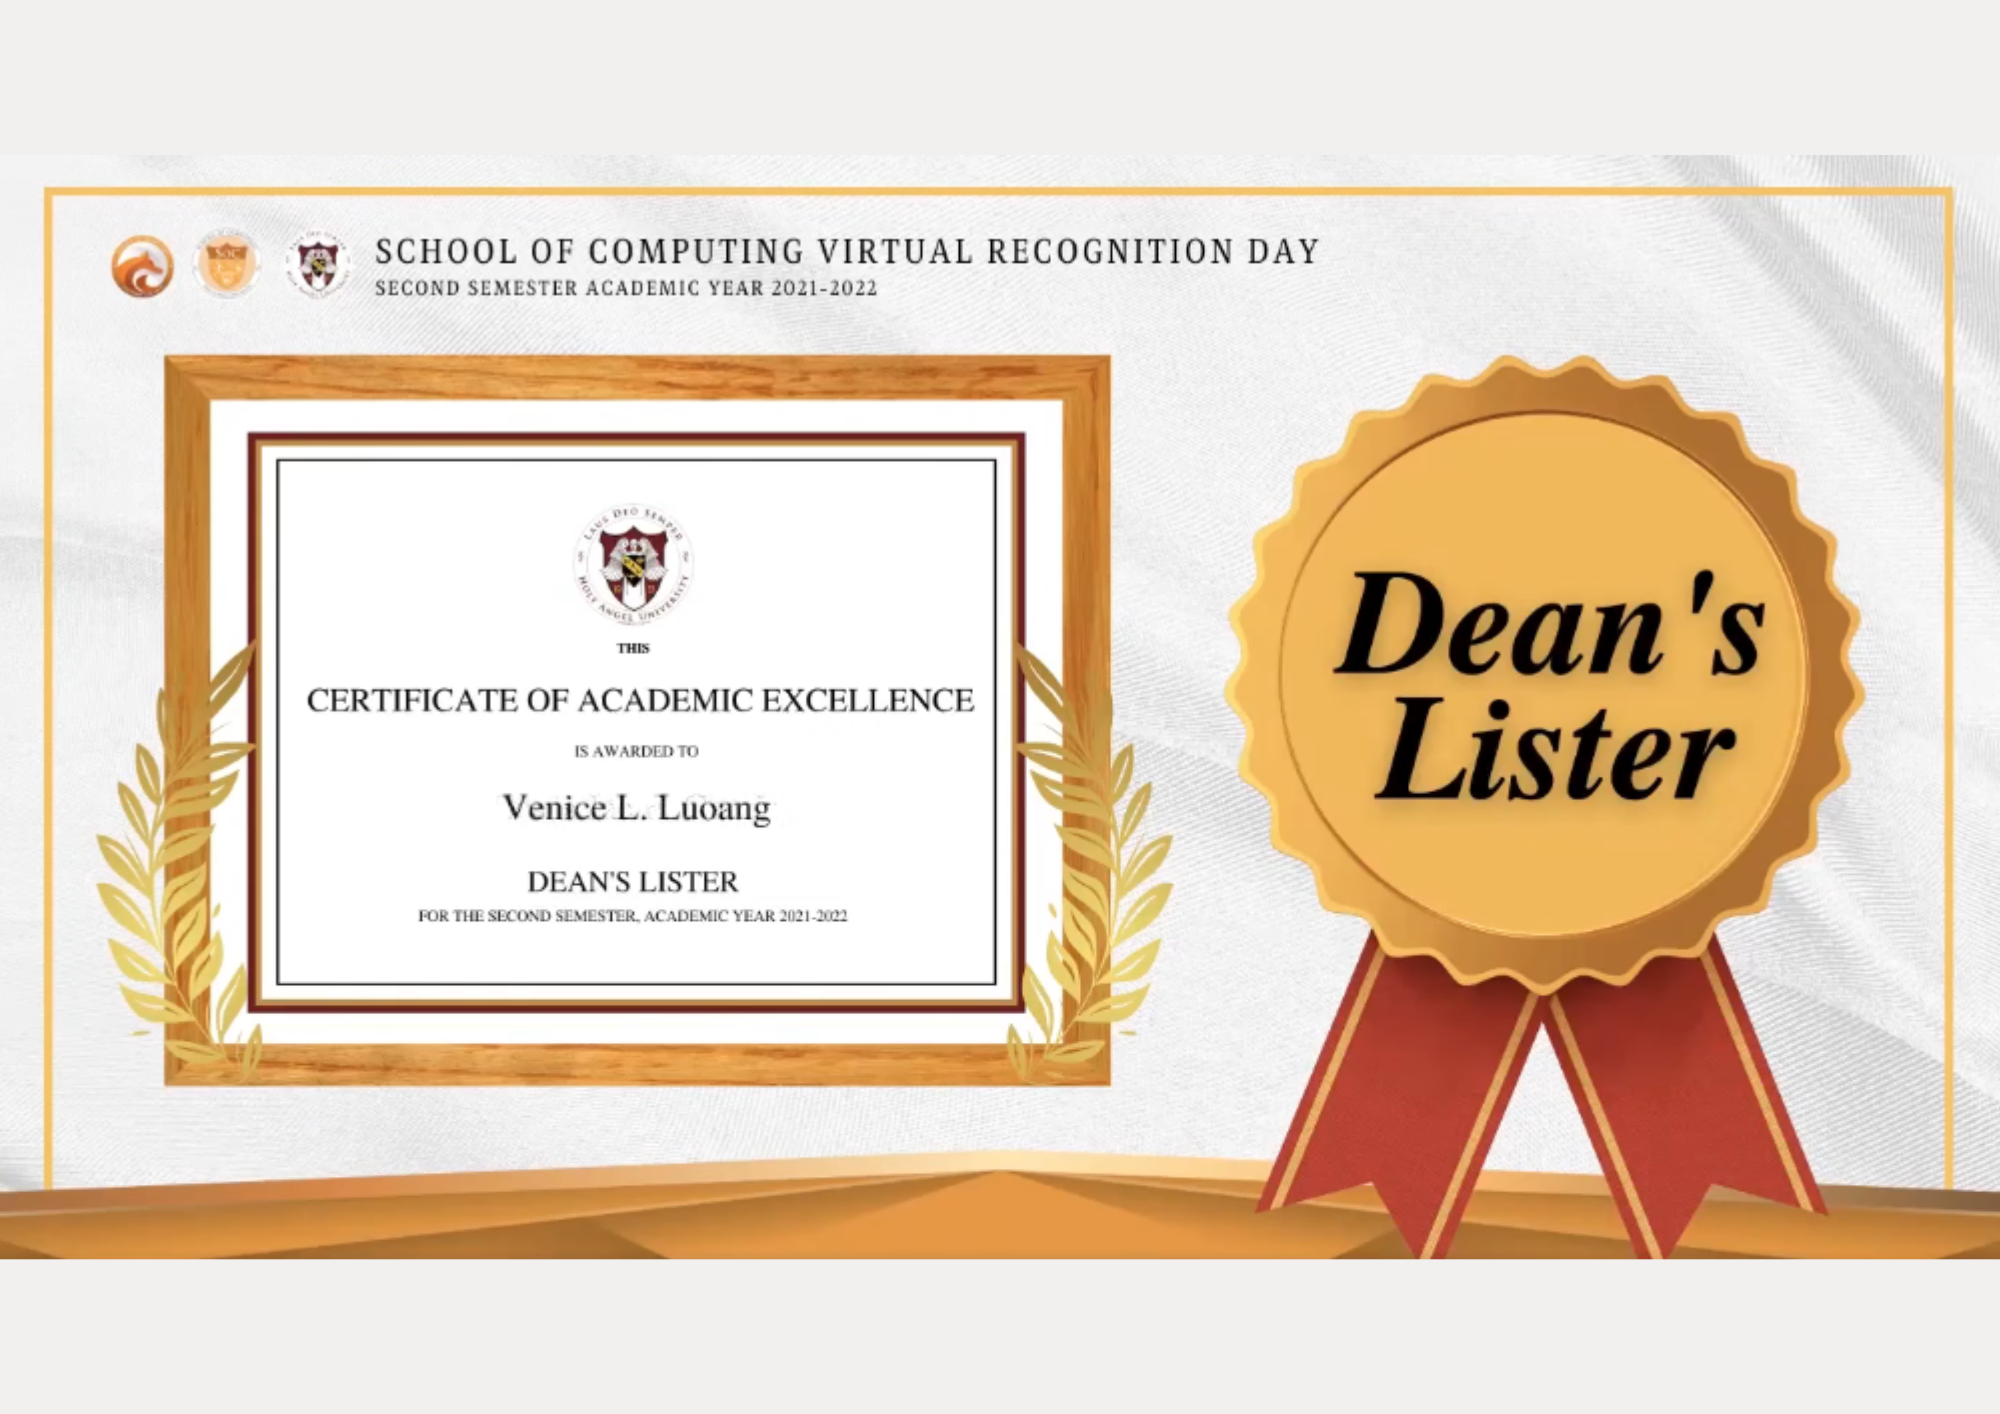 SCHOOL OF COMPUTING VIRTUAL RECOGNITION DAY
SECOND SEMESTER ACADEMIC YEAR 2021-2022
LAUS DEO SEMPER
HOLY ANGEL UNIVERSITY
THIS
CERTIFICATE OF ACADEMIC EXCELLENCE
IS AWARDED TO
Venice L. Luoang
DEAN'S LISTER
FOR THE SECOND SEMESTER, ACADEMIC YEAR 2021-2022
Dean's
Lister